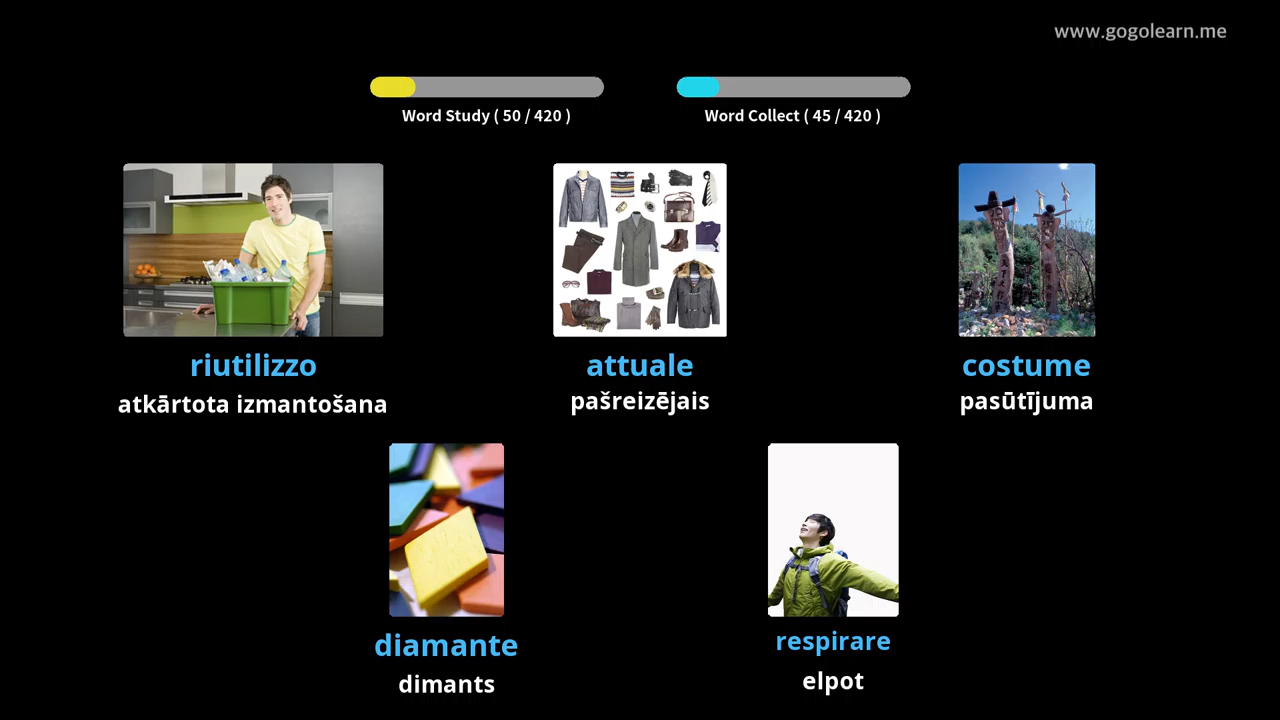 www.gogolearn.me
Word Study ( 50 / 420 )
Word Collect ( 45 / 420 )
riutilizzo
atkārtota izmantošana
attuale
pašreizējais
costume
pasūtījuma
diamante
dimants
respirare
elpot